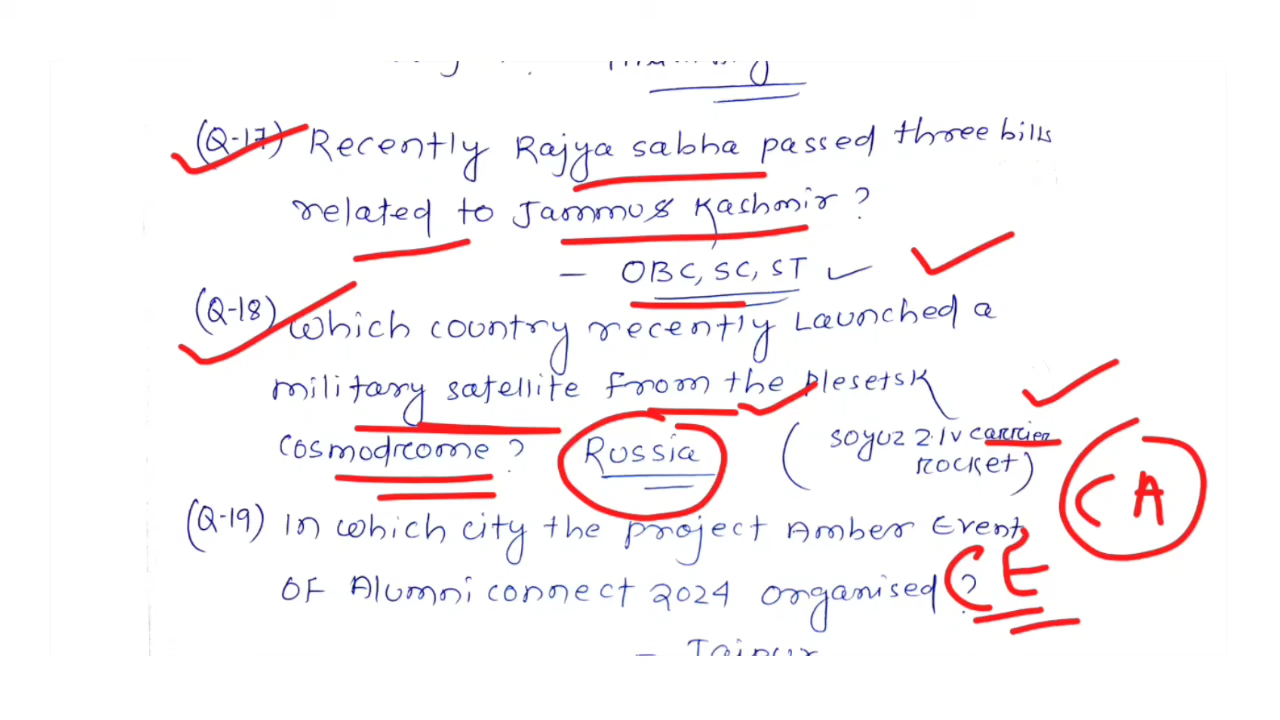 (Q-17) Recently Rajya sabha passed three bills
related to Jammu & Kashmir ?
- OBC, SC, ST
(Q-18) Which country recently Launched a
military satellite from the Plesetsk
Cosmodrome ? Russia (soyuz 2.1v carrier
rocket)
CA
(Q-19) In which city the project Amber Event
OF Alumni connect 2024 organised ?
CE
- Jaipur